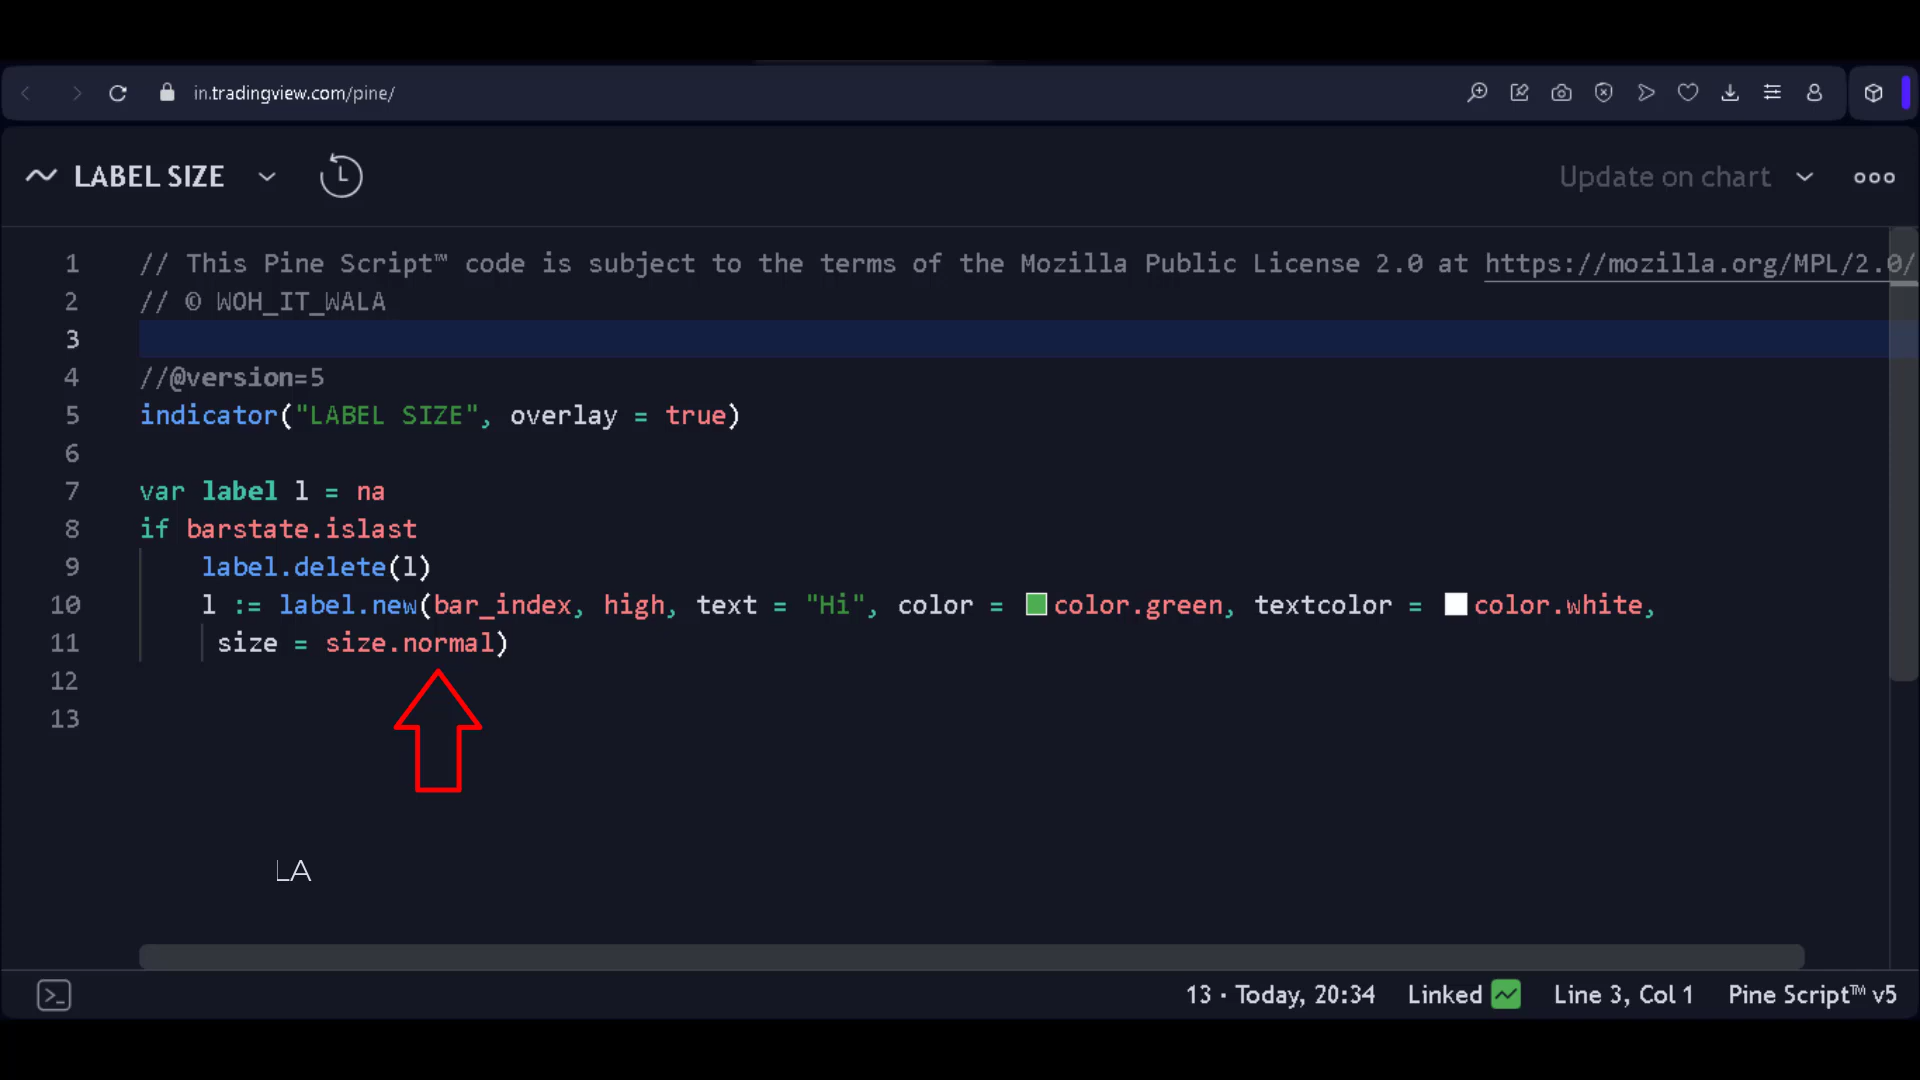 in.tradingview.com/pine/
LABEL SIZE
Update on chart
1 // This Pine Script™ code is subject to the terms of the Mozilla Public License 2.0 at https://mozilla.org/MPL/2.0/
2 // © WOH_IT_WALA
3
4 //@version=5
5 indicator("LABEL SIZE", overlay = true)
6
7 var label l = na
8 if barstate.islast
9 label.delete(l)
10 l := label.new(bar_index, high, text = "Hi", color = color.green, textcolor = color.white,
11 size = size.normal)
12
13
LA
13 · Today, 20:34 Linked Line 3, Col 1 Pine Script™ v5